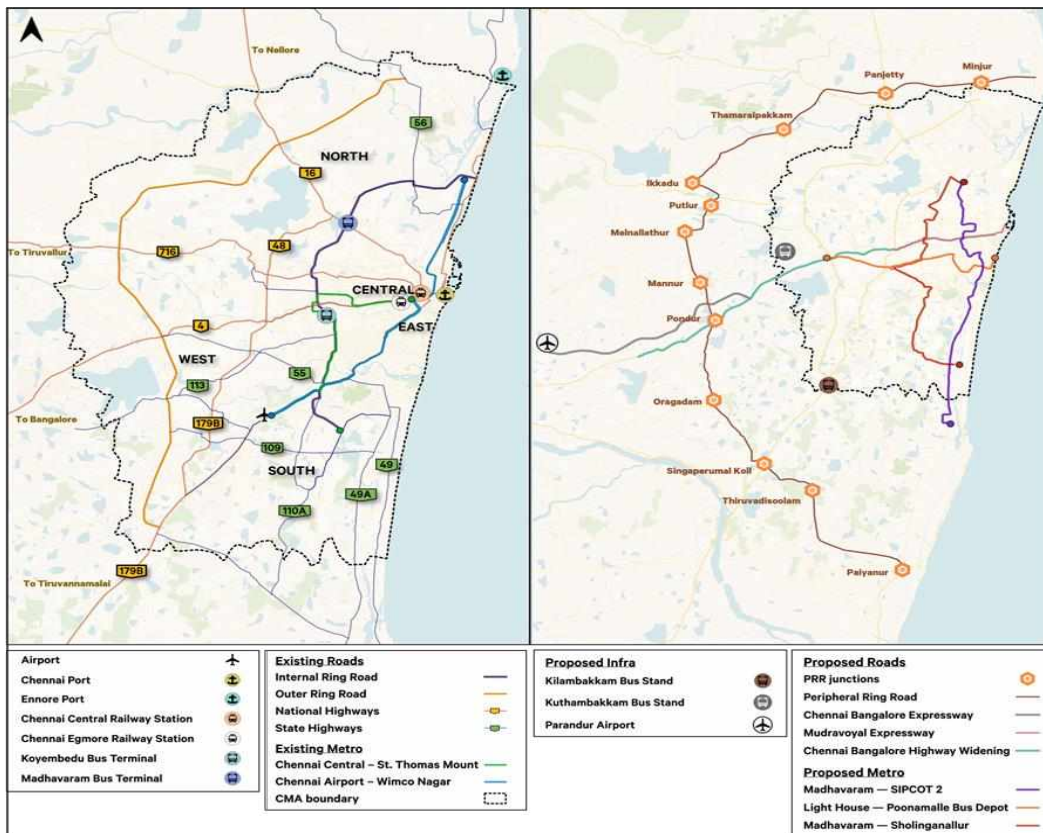 To Nellore
56
NORTH
16
48
716
To Tiruvallur
CENTRAL
EAST
4
WEST
55
113
To Bangalore
179B
109
SOUTH
49
49A
110A
179B
To Tiruvannamalai
Minjur
Panjetty
Thamaraipakkam
Ikkadu
Putlur
Melnallathur
Mannur
Pondur
Oragadam
Singaperumal Koil
Thiruvadisoolam
Paiyanur
Airport
Chennai Port
Ennore Port
Chennai Central Railway Station
Chennai Egmore Railway Station
Koyembedu Bus Terminal
Madhavaram Bus Terminal
Existing Roads
Internal Ring Road
Outer Ring Road
National Highways
State Highways
Existing Metro
Chennai Central – St. Thomas Mount
Chennai Airport – Wimco Nagar
CMA boundary
Proposed Infra
Kilambakkam Bus Stand
Kuthambakkam Bus Stand
Parandur Airport
Proposed Roads
PRR junctions
Peripheral Ring Road
Chennai Bangalore Expressway
Mudravoyal Expressway
Chennai Bangalore Highway Widening
Proposed Metro
Madhavaram — SIPCOT 2
Light House — Poonamalle Bus Depot
Madhavaram — Sholinganallur